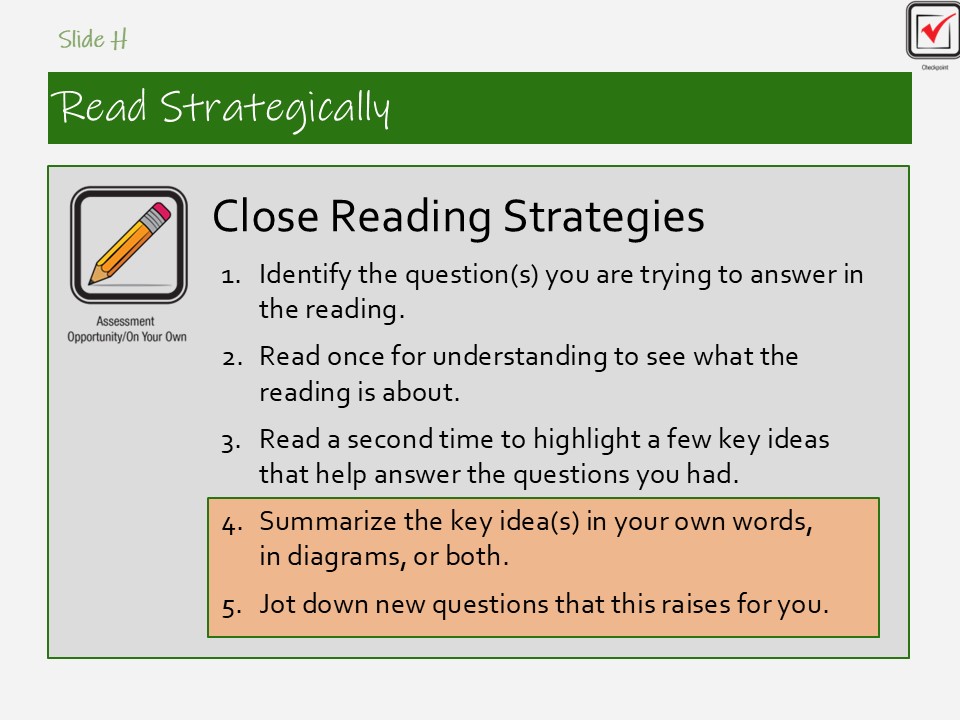 Slide H
Checkpoint
Read Strategically
Assessment
Opportunity/On Your Own
Close Reading Strategies
1. Identify the question(s) you are trying to answer in
the reading.
2. Read once for understanding to see what the
reading is about.
3. Read a second time to highlight a few key ideas
that help answer the questions you had.
4. Summarize the key idea(s) in your own words,
in diagrams, or both.
5. Jot down new questions that this raises for you.